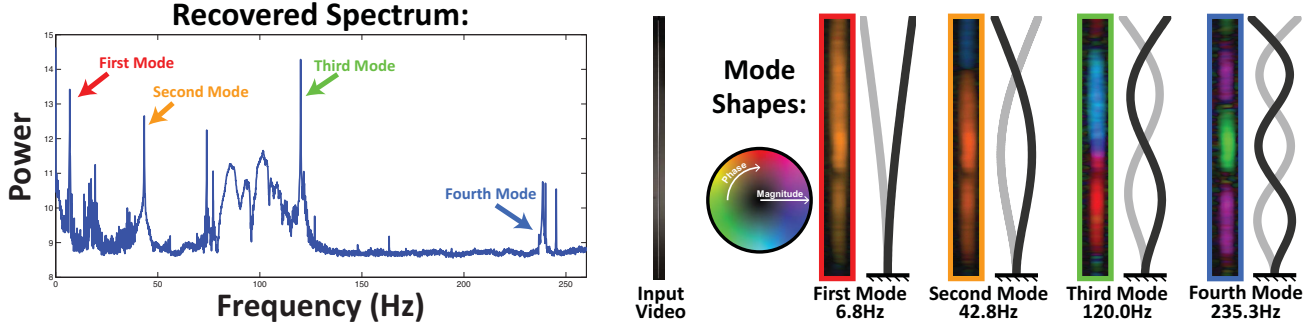 Recovered Spectrum:
Power
15
14
13
12
11
10
9
8
0
50
100
150
200
250
Frequency (Hz)
First Mode
Second Mode
Third Mode
Fourth Mode
Input
Video
Mode
Shapes:
Phase
Magnitude
First Mode
6.8Hz
Second Mode
42.8Hz
Third Mode
120.0Hz
Fourth Mode
235.3Hz